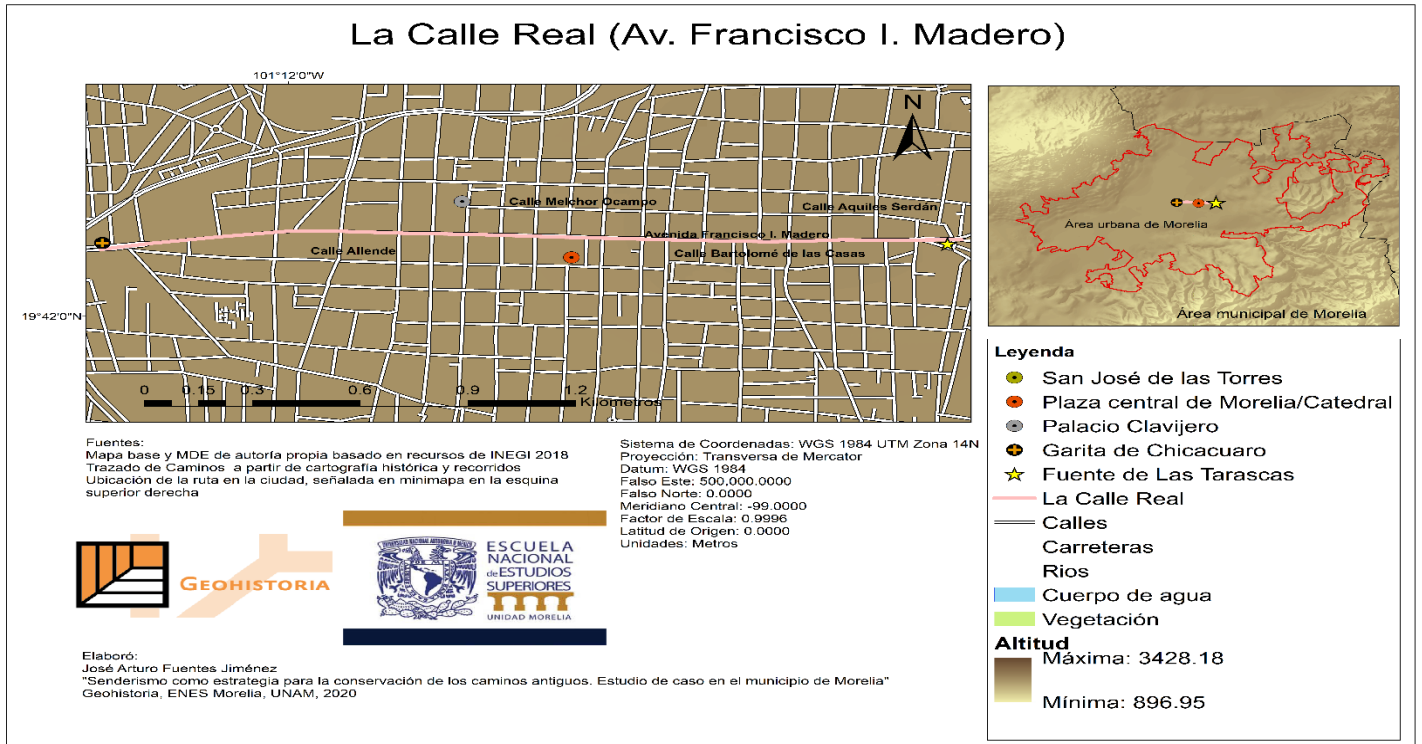 La Calle Real (Av. Francisco I. Madero)
101°12'0"W
N
Calle Melchor Ocampo
Calle Aquiles Serdán
Avenida Francisco I. Madero
Calle Allende
Calle Bartolomé de las Casas
19°42'0"N
0 0.15 0.3 0.6 0.9 1.2
Kilometros
Área urbana de Morelia
Área municipal de Morelia
Leyenda
San José de las Torres
Plaza central de Morelia/Catedral
Palacio Clavijero
Garita de Chicacuaro
Fuente de Las Tarascas
La Calle Real
Calles
Carreteras
Rios
Cuerpo de agua
Vegetación
Altitud
Máxima: 3428.18
Mínima: 896.95
Fuentes:
Mapa base y MDE de autoría propia basado en recursos de INEGI 2018
Trazado de Caminos a partir de cartografía histórica y recorridos
Ubicación de la ruta en la ciudad, señalada en minimapa en la esquina
superior derecha
Sistema de Coordenadas: WGS 1984 UTM Zona 14N
Proyección: Transversa de Mercator
Datum: WGS 1984
Falso Este: 500,000.0000
Falso Norte: 0.0000
Meridiano Central: -99.0000
Factor de Escala: 0.9996
Latitud de Origen: 0.0000
Unidades: Metros
GEOHISTORIA
ESCUELA
NACIONAL
de ESTUDIOS
SUPERIORES
UNIDAD MORELIA
Elaboró:
José Arturo Fuentes Jiménez
"Senderismo como estrategia para la conservación de los caminos antiguos. Estudio de caso en el municipio de Morelia"
Geohistoria, ENES Morelia, UNAM, 2020